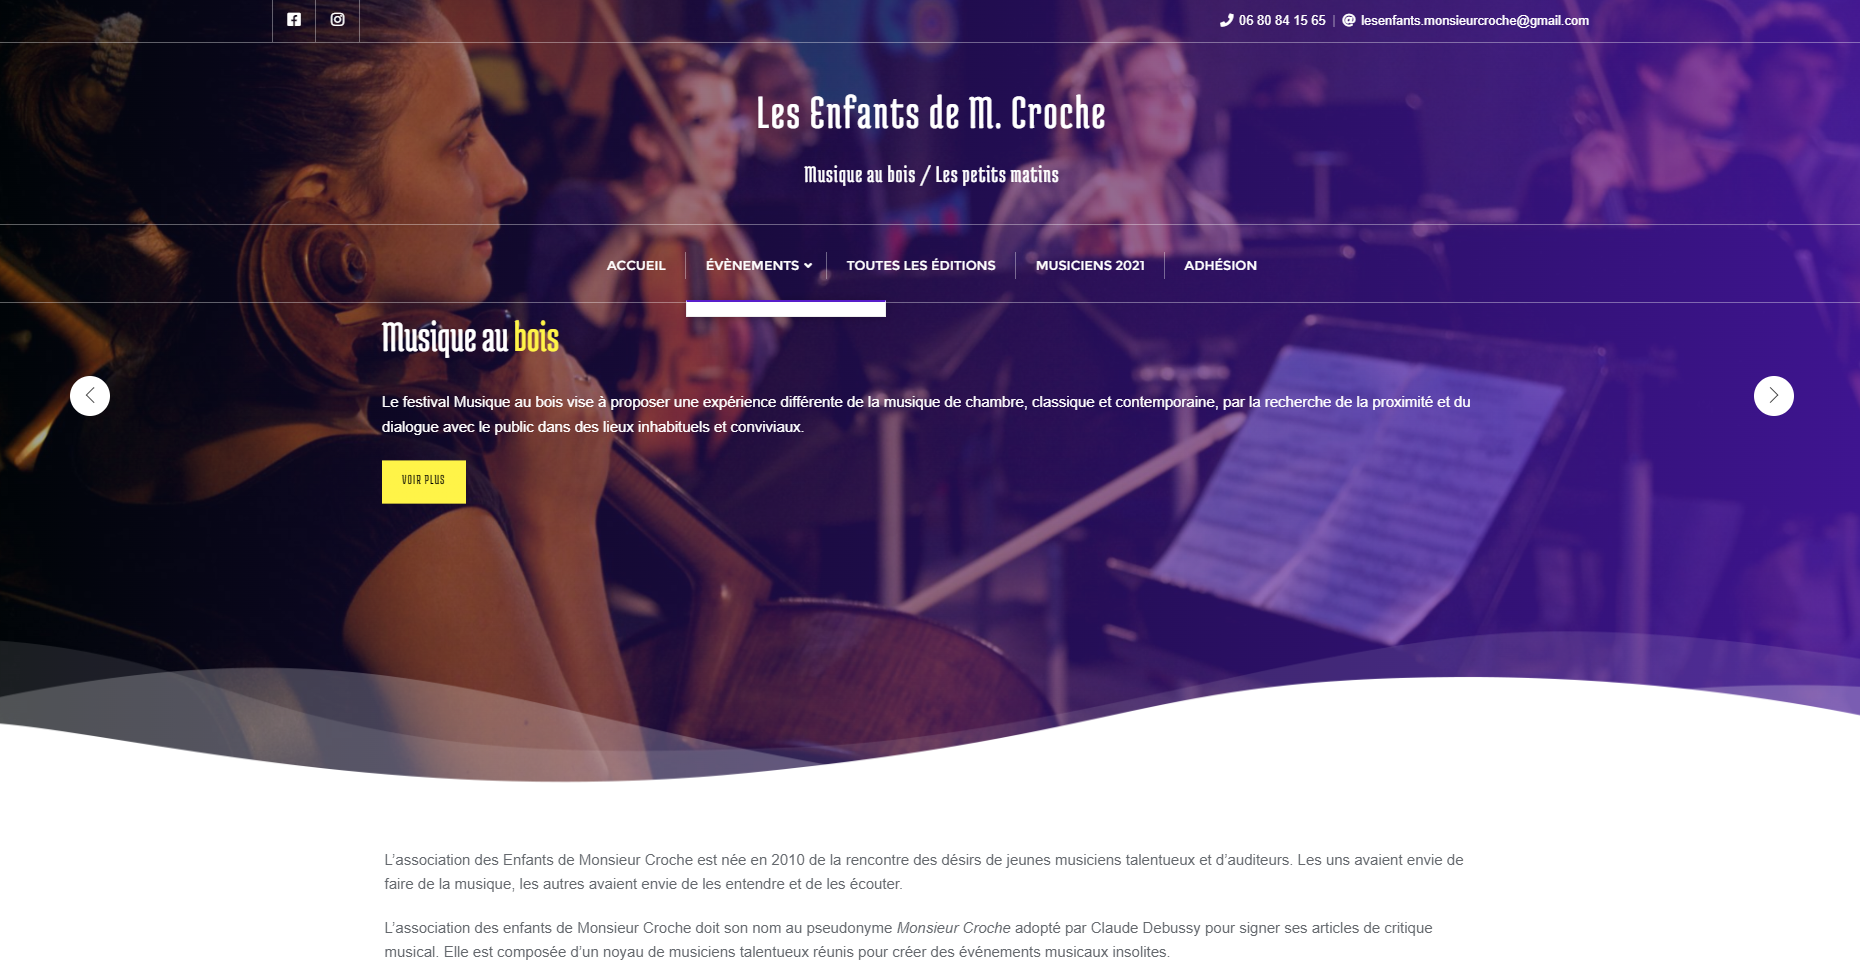 06 80 84 15 65 | lesenfants.monsieurcroche@gmail.com
Les Enfants de M. Croche
Musique au bois / Les petits matins
ACCUEIL
ÉVÈNEMENTS
TOUTES LES ÉDITIONS
MUSICIENS 2021
ADHÉSION
Musique au bois
Le festival Musique au bois vise à proposer une expérience différente de la musique de chambre, classique et contemporaine, par la recherche de la proximité et du
dialogue avec le public dans des lieux inhabituels et conviviaux.
VOIR PLUS
L'association des Enfants de Monsieur Croche est née en 2010 de la rencontre des désirs de jeunes musiciens talentueux et d'auditeurs. Les uns avaient envie de
faire de la musique, les autres avaient envie de les entendre et de les écouter.
L'association des enfants de Monsieur Croche doit son nom au pseudonyme Monsieur Croche adopté par Claude Debussy pour signer ses articles de critique
musical. Elle est composée d'un noyau de musiciens talentueux réunis pour créer des événements musicaux insolites.